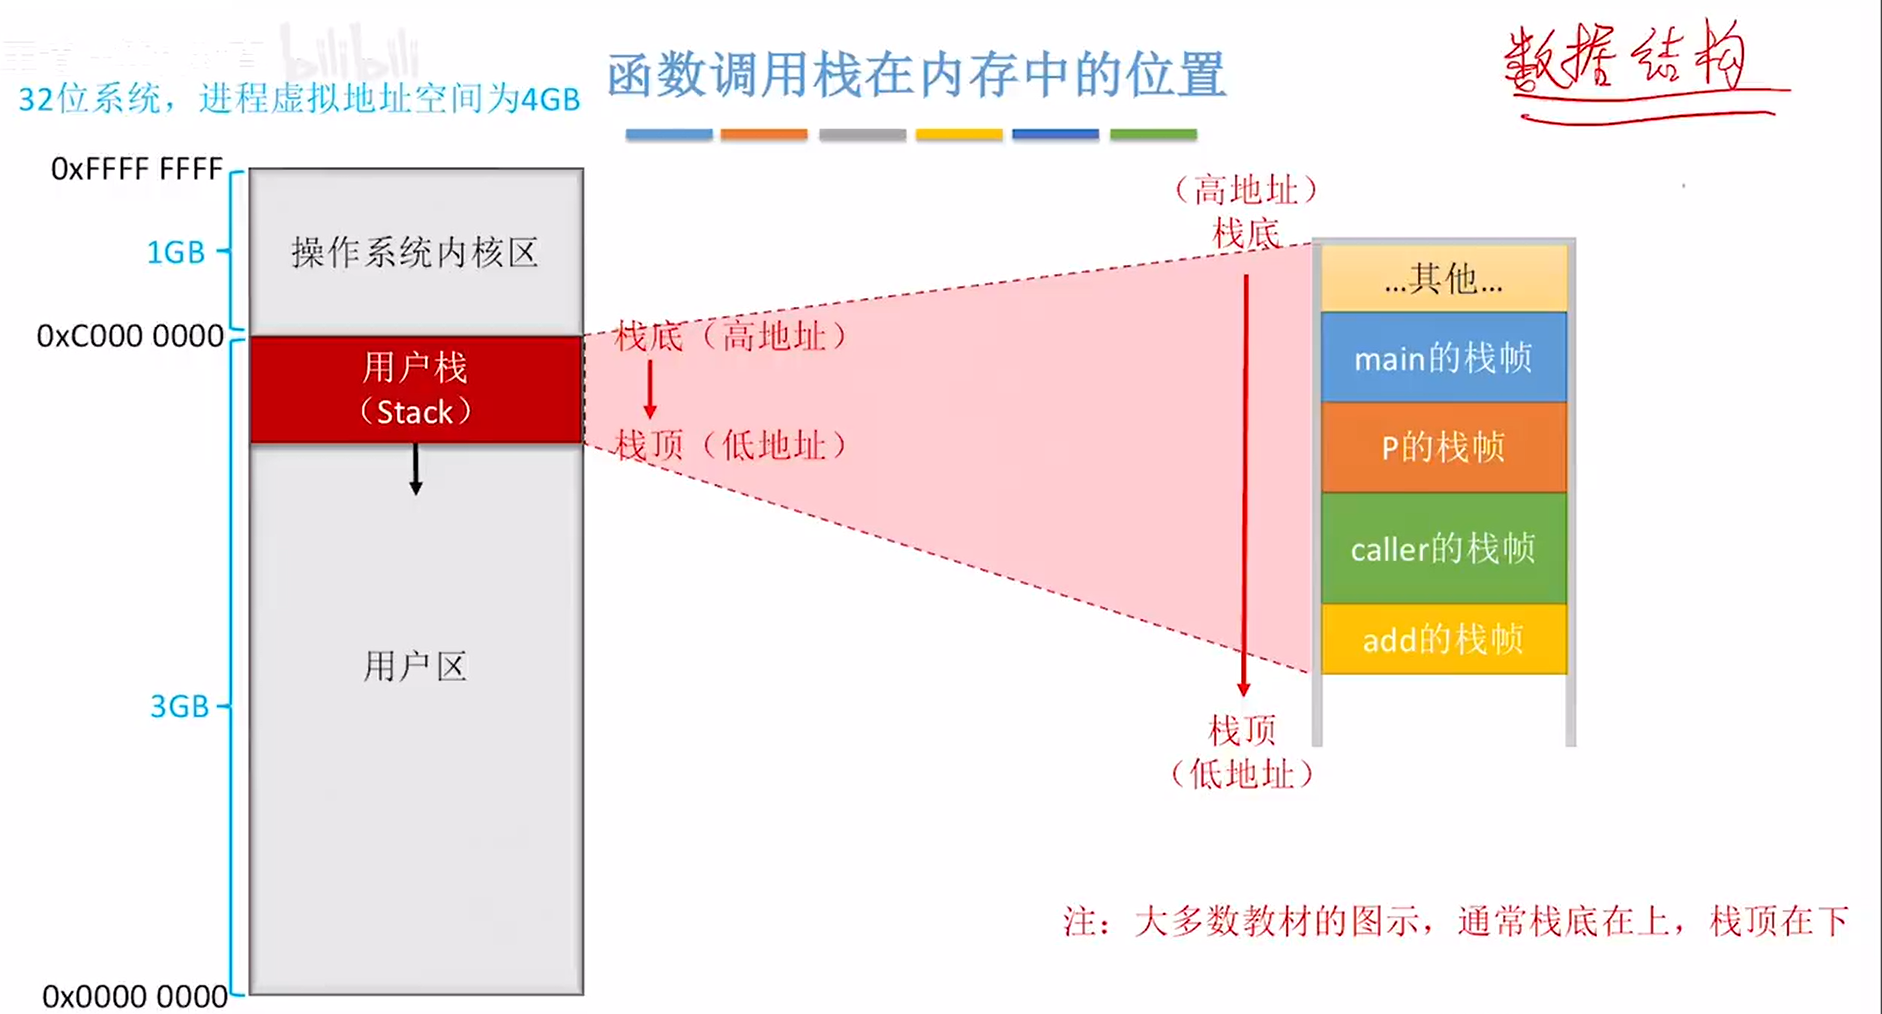 bilibili
函数调用栈在内存中的位置
数据结构
32位系统，进程虚拟地址空间为4GB
0xFFFF FFFF
1GB
操作系统内核区
0xC000 0000
用户栈
（Stack）
栈底（高地址）
栈顶（低地址）
用户区
3GB
0x0000 0000
（高地址）
栈底
...其他...
main的栈帧
P的栈帧
caller的栈帧
add的栈帧
栈顶
（低地址）
注：大多数教材的图示，通常栈底在上，栈顶在下